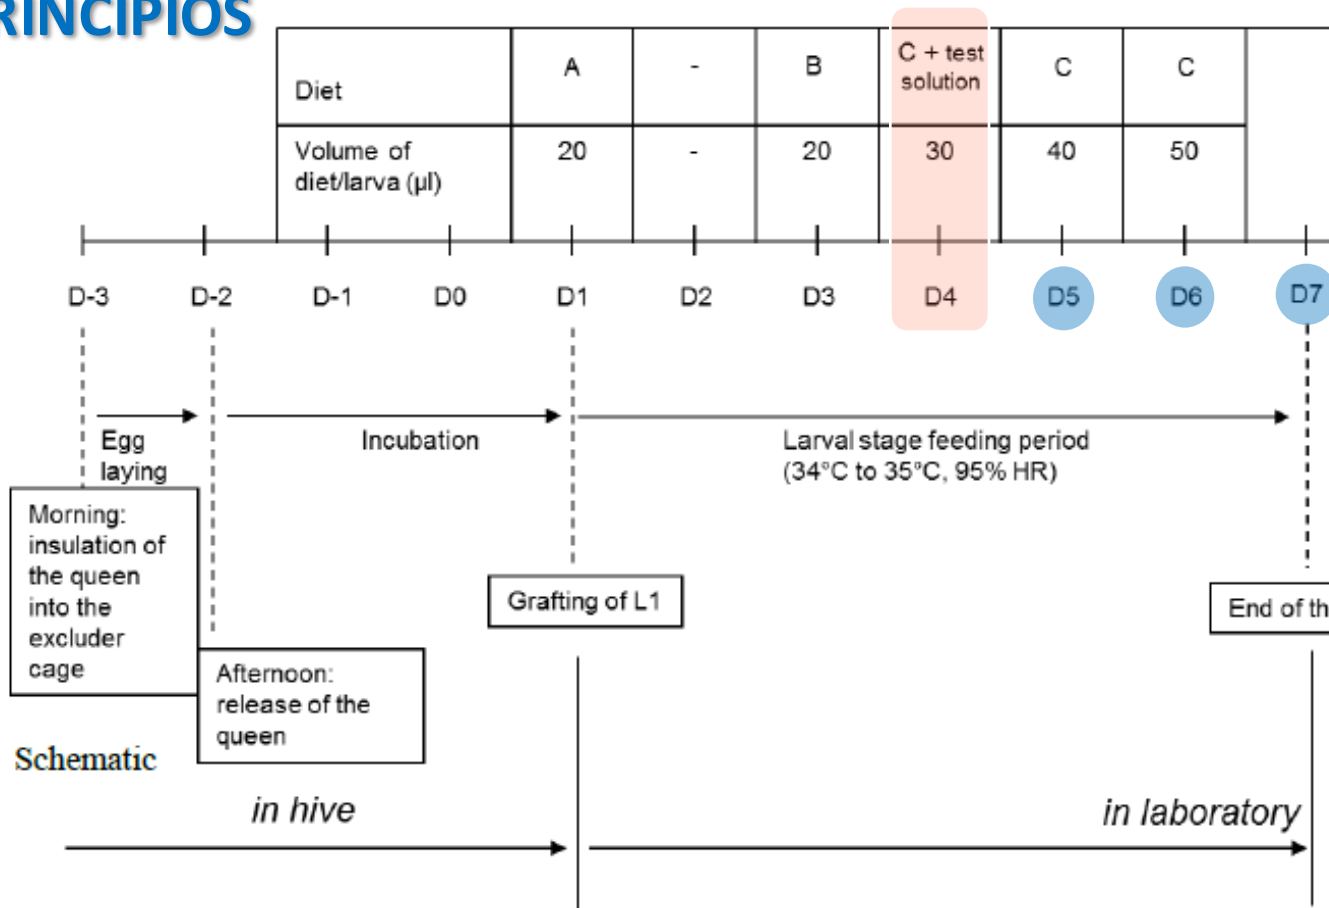 RINCIPIOS
Diet A - B C + test solution C C
Volume of diet/larva (µl) 20 - 20 30 40 50
D-3 D-2 D-1 D0 D1 D2 D3 D4 D5 D6 D7
Egg
laying
Incubation
Larval stage feeding period
(34°C to 35°C, 95% HR)
Morning:
insulation of
the queen
into the
excluder
cage
Grafting of L1
End of th
Afternoon:
release of the
queen
Schematic
in hive
in laboratory